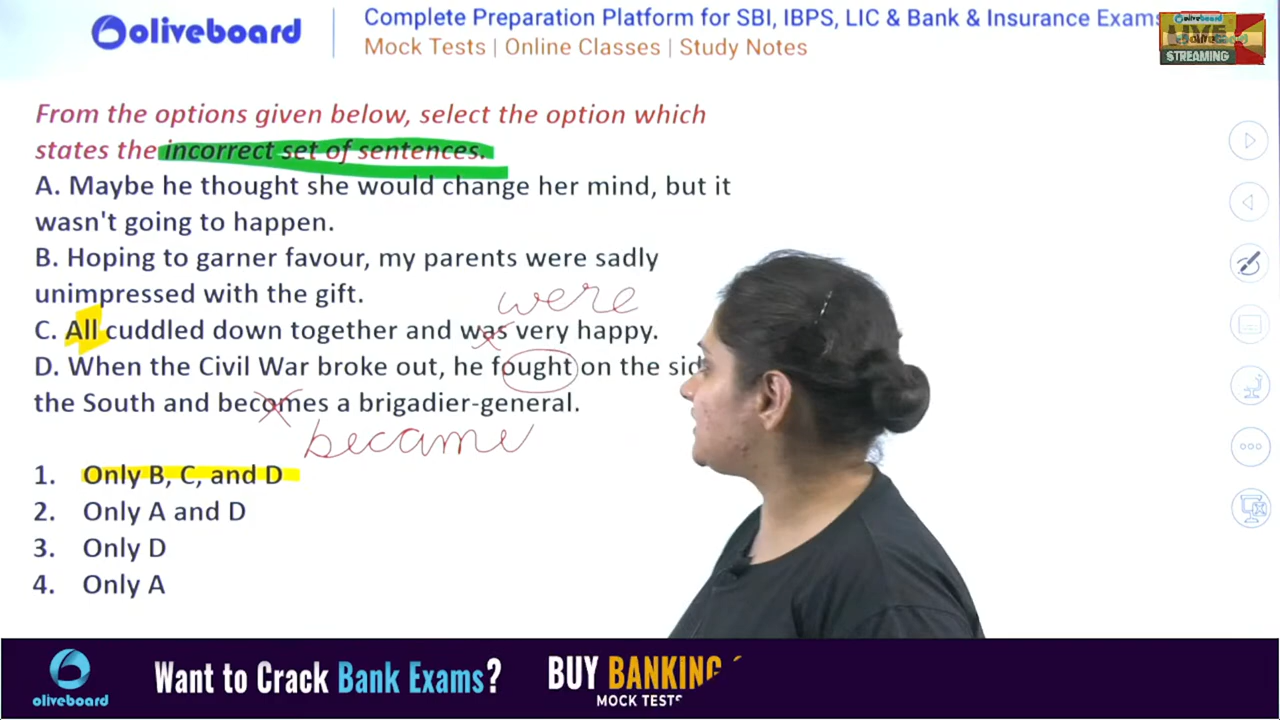 oliveboard
Complete Preparation Platform for SBI, IBPS, LIC & Bank & Insurance Exams
Mock Tests | Online Classes | Study Notes
LIVE
STREAMING
From the options given below, select the option which
states the incorrect set of sentences.
A. Maybe he thought she would change her mind, but it
wasn't going to happen.
B. Hoping to garner favour, my parents were sadly
unimpressed with the gift.
were
C. All cuddled down together and was very happy.
D. When the Civil War broke out, he fought on the sid
the South and becomes a brigadier-general.
became
1. Only B, C, and D
2. Only A and D
3. Only D
4. Only A
oliveboard
Want to Crack Bank Exams?
BUY BANKING
MOCK TESTS